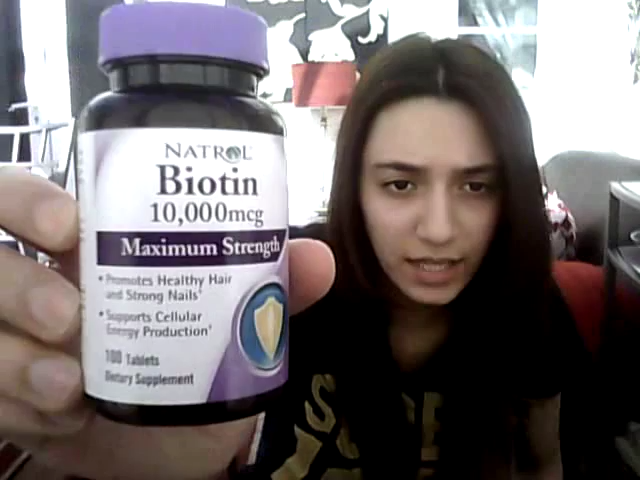 NATROL
Biotin
10,000mcg
Maximum Strength
• Promotes Healthy Hair
and Strong Nails†
• Supports Cellular
Energy Production†
100 Tablets
Dietary Supplement